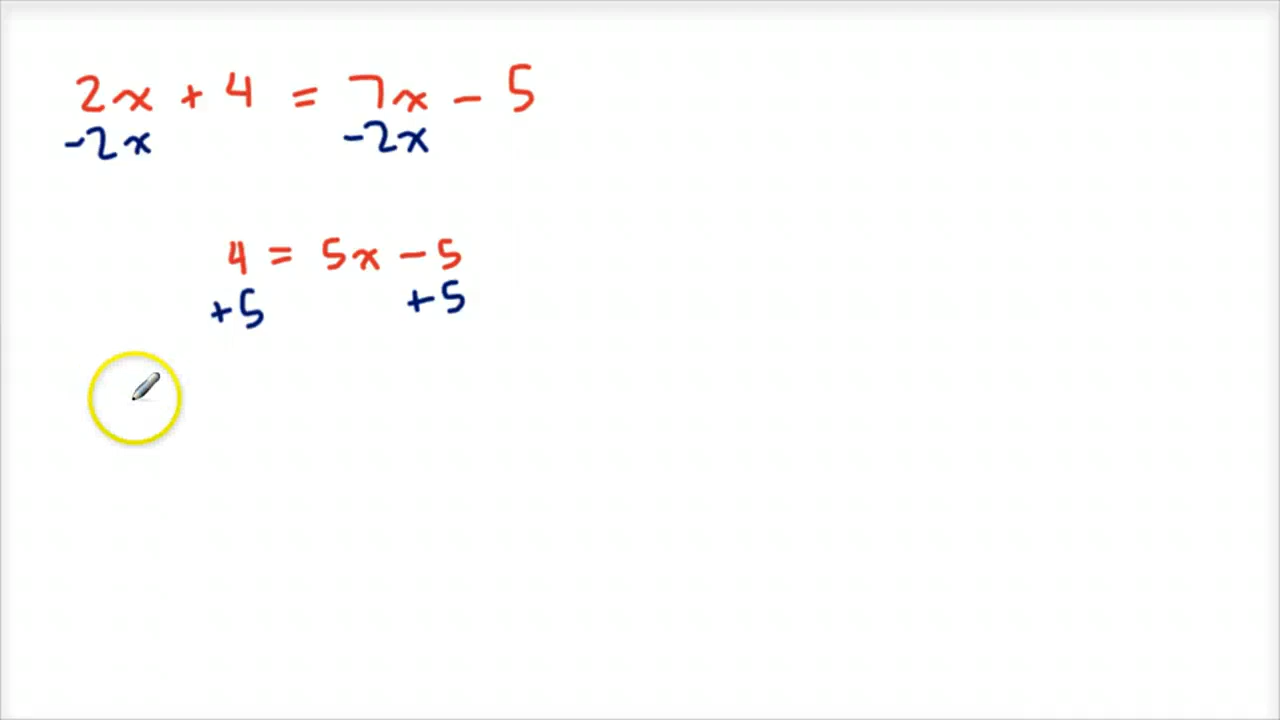 2x + 4 = 7x - 5
-2x -2x
4 = 5x - 5
+5 +5